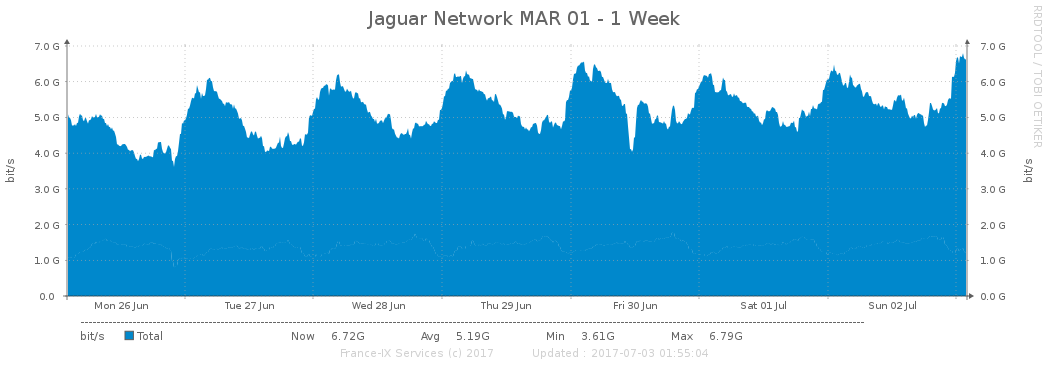 Jaguar Network MAR 01 - 1 Week
RRDTOOL / TOBI OETIKER
7.0 G 7.0 G
6.0 G 6.0 G
5.0 G 5.0 G
4.0 G 4.0 G
3.0 G 3.0 G
2.0 G 2.0 G
1.0 G 1.0 G
0.0 0.0 G
bit/s bit/s
Mon 26 Jun Tue 27 Jun Wed 28 Jun Thu 29 Jun Fri 30 Jun Sat 01 Jul Sun 02 Jul
bit/s Total Now 6.72G Avg 5.19G Min 3.61G Max 6.79G
France-IX Services (c) 2017 Updated : 2017-07-03 01:55:04